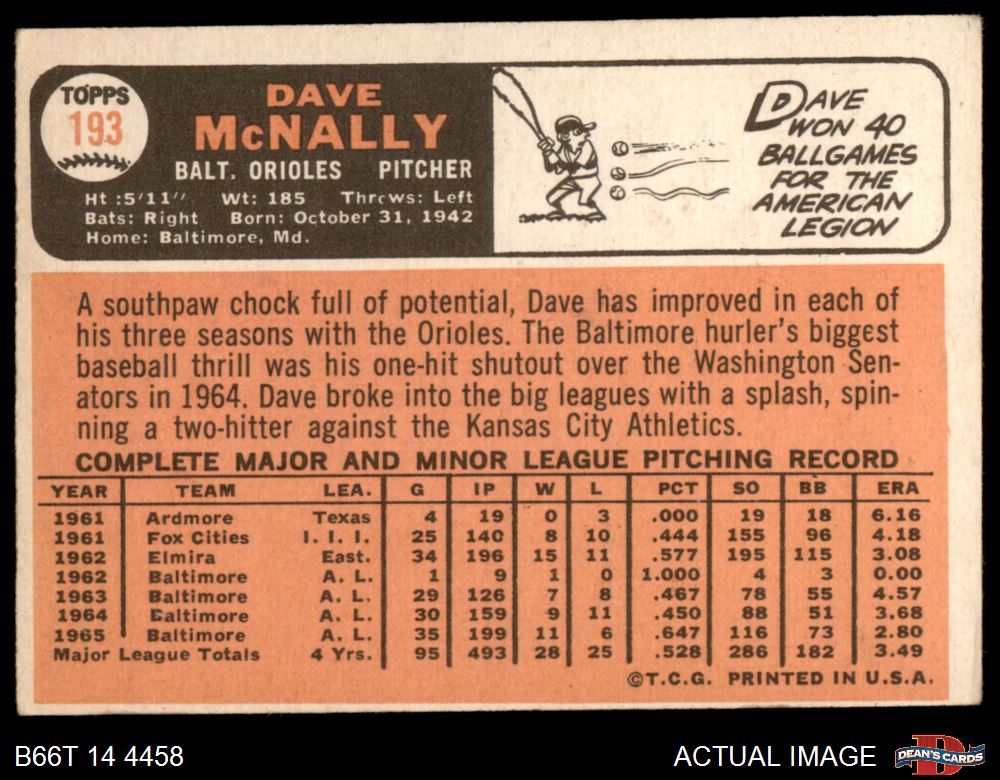 TOPPS
193
DAVE
McNALLY
BALT. ORIOLES PITCHER
Ht :5'11" Wt: 185 Throws: Left
Bats: Right Born: October 31, 1942
Home: Baltimore, Md.
DAVE
WON 40
BALLGAMES
FOR THE
AMERICAN
LEGION
A southpaw chock full of potential, Dave has improved in each of
his three seasons with the Orioles. The Baltimore hurler's biggest
baseball thrill was his one-hit shutout over the Washington Sen-
ators in 1964. Dave broke into the big leagues with a splash, spin-
ning a two-hitter against the Kansas City Athletics.
COMPLETE MAJOR AND MINOR LEAGUE PITCHING RECORD
YEAR TEAM LEA. G IP W L PCT SO BB ERA
1961 Ardmore Texas 4 19 0 3 .000 19 18 6.16
1961 Fox Cities I. I. I. 25 140 8 10 .444 155 96 4.18
1962 Elmira East. 34 196 15 11 .577 195 115 3.08
1962 Baltimore A. L. 1 9 1 0 1.000 4 3 0.00
1963 Baltimore A. L. 29 126 7 8 .467 78 55 4.57
1964 Baltimore A. L. 30 159 9 11 .450 88 51 3.68
1965 Baltimore A. L. 35 199 11 6 .647 116 73 2.80
Major League Totals 4 Yrs. 95 493 28 25 .528 286 182 3.49
©T.C.G. PRINTED IN U.S.A.
B66T 14 4458 ACTUAL IMAGE DEAN'S CARDS